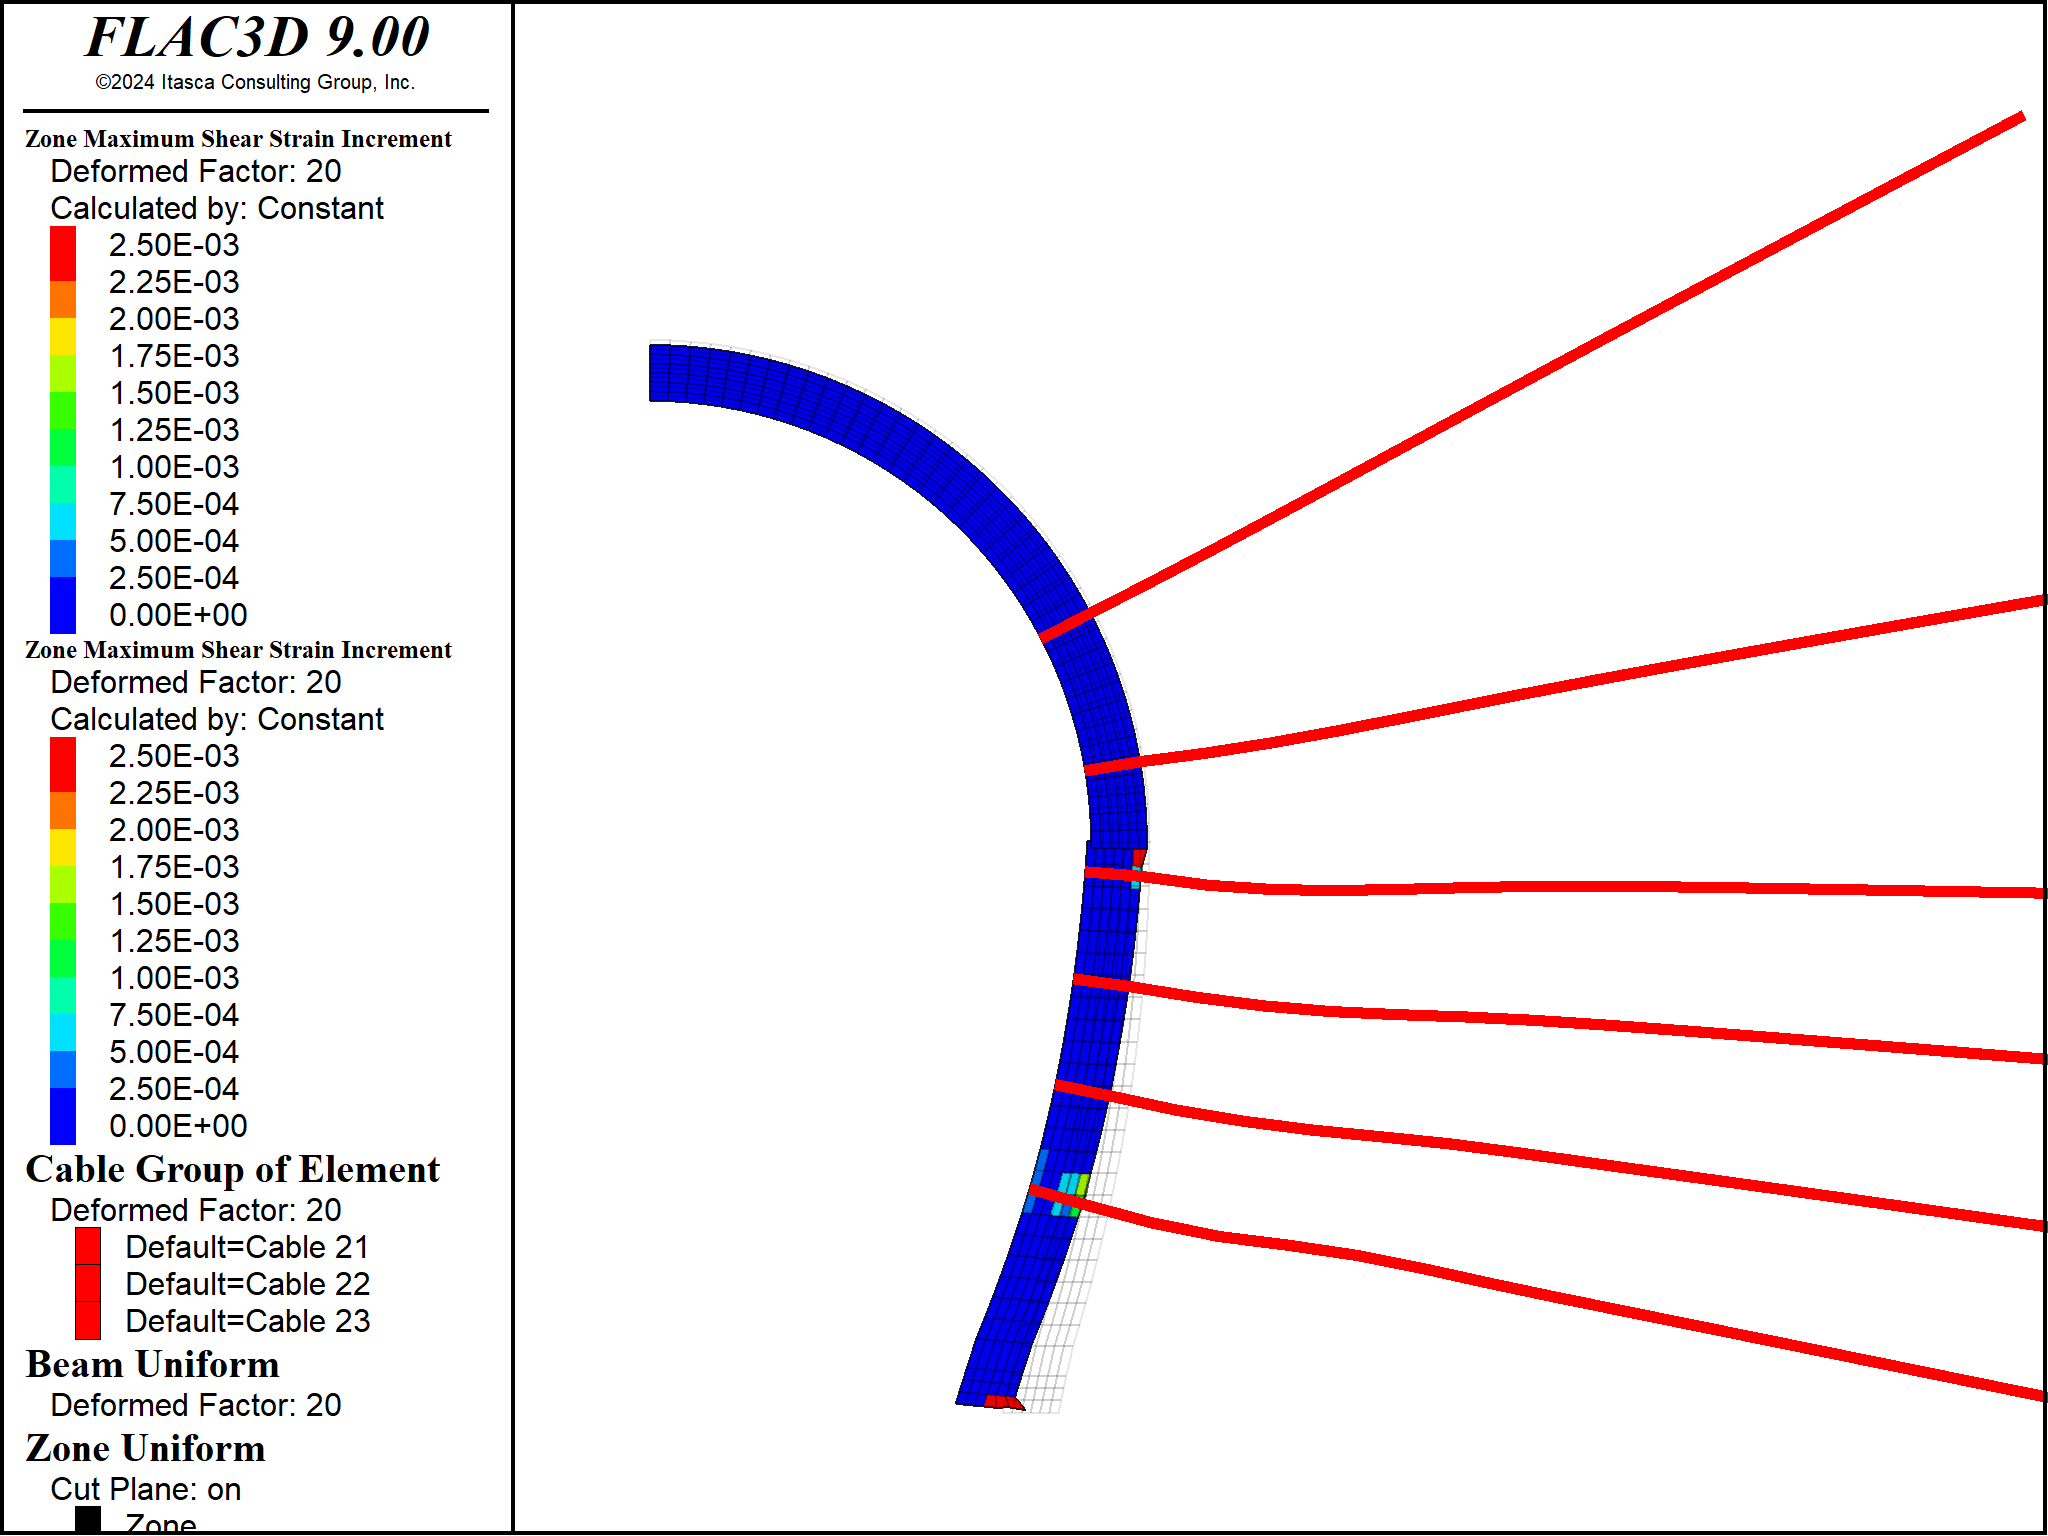 FLAC3D 9.00
©2024 Itasca Consulting Group, Inc.
Zone Maximum Shear Strain Increment
Deformed Factor: 20
Calculated by: Constant
2.50E-03
2.25E-03
2.00E-03
1.75E-03
1.50E-03
1.25E-03
1.00E-03
7.50E-04
5.00E-04
2.50E-04
0.00E+00
Zone Maximum Shear Strain Increment
Deformed Factor: 20
Calculated by: Constant
2.50E-03
2.25E-03
2.00E-03
1.75E-03
1.50E-03
1.25E-03
1.00E-03
7.50E-04
5.00E-04
2.50E-04
0.00E+00
Cable Group of Element
Deformed Factor: 20
Default=Cable 21
Default=Cable 22
Default=Cable 23
Beam Uniform
Deformed Factor: 20
Zone Uniform
Cut Plane: on
Zone